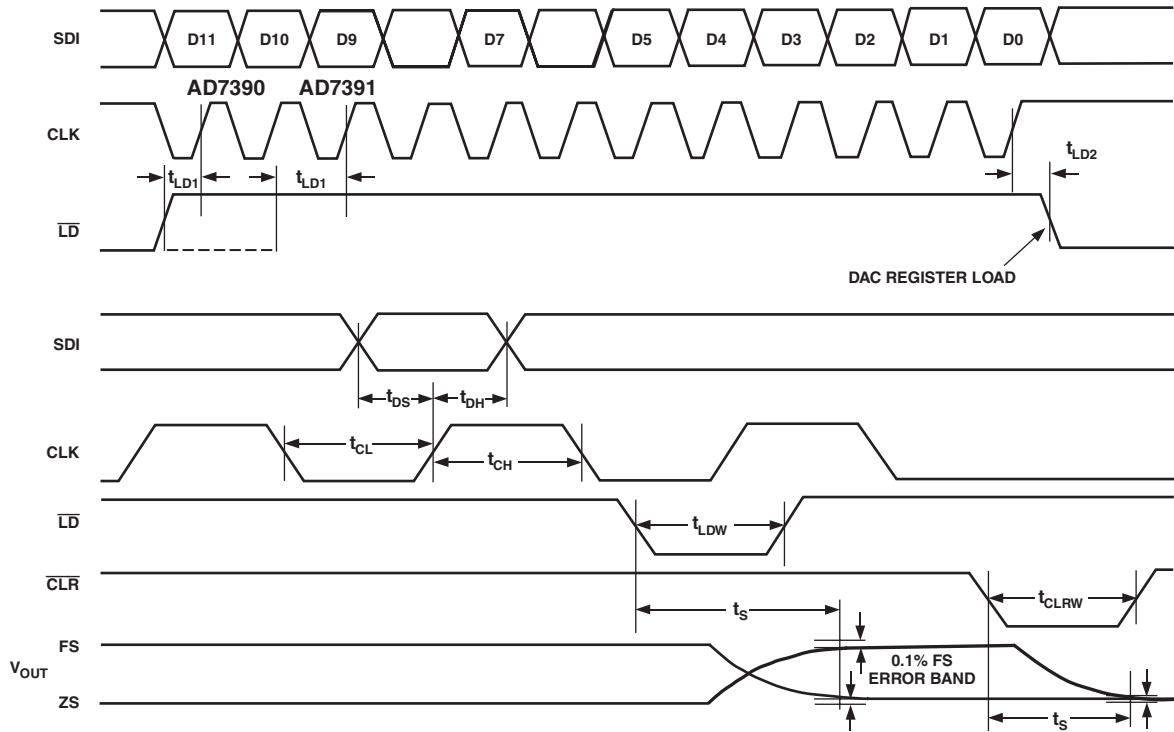 SDI D11 D10 D9 D7 D5 D4 D3 D2 D1 D0
AD7390 AD7391
CLK
tLD1 tLD1 tLD2
LD
DAC REGISTER LOAD
SDI
tDS tDH
CLK tCL tCH
LD tLDW
CLR tCLRW
tS
FS
VOUT
0.1% FS
ERROR BAND
ZS tS